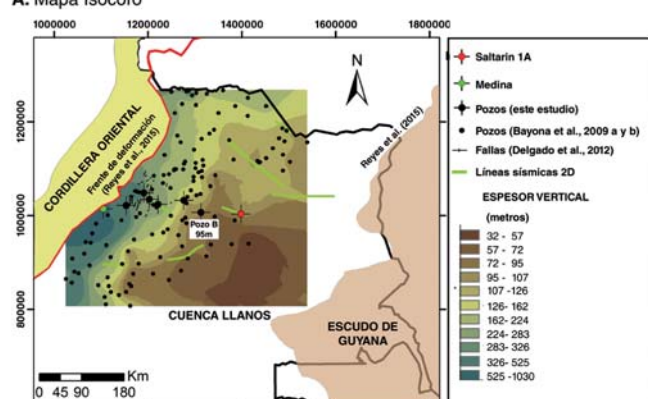 A. Mapa Isócoro
1000000
1200000
1400000
1600000
1800000
1200000
1000000
800000
CORDILLERA ORIENTAL
Frente de deformación
(Reyes et al., 2015)
N
Reyes et al. (2015)
Pozo B
95m
CUENCA LLANOS
ESCUDO DE
GUYANA
Km
0 45 90 180
Saltarin 1A
Medina
Pozos (este estudio)
Pozos (Bayona et al., 2009 a y b)
Fallas (Delgado et al., 2012)
Líneas sísmicas 2D
ESPESOR VERTICAL
(metros)
32 - 57
57 - 72
72 - 95
95 - 107
107 -126
126- 162
162 - 224
224 - 283
283 - 326
326- 525
525 -1030